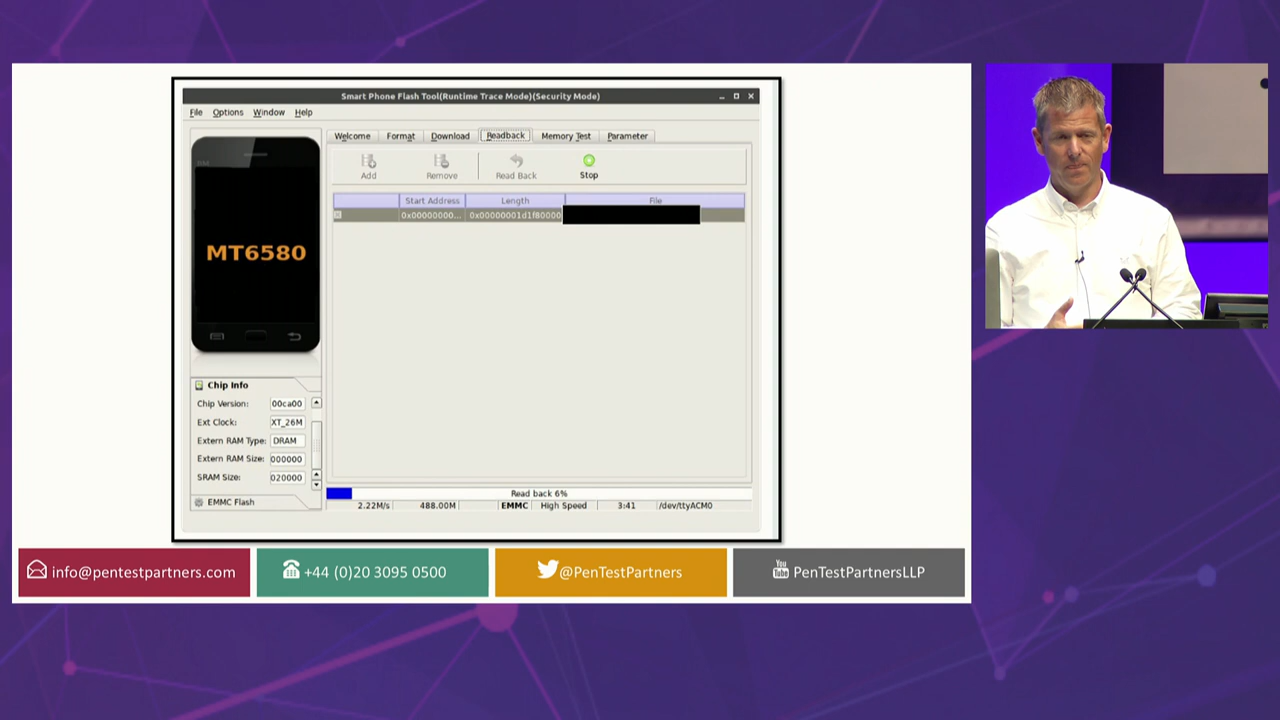 Smart Phone Flash Tool(Runtime Trace Mode)(Security Mode)
File Options Window Help
Welcome Format Download Readback Memory Test Parameter
Add Remove Read Back Stop
Start Address Length File
0x00000000... 0x00000001d1f80000
MT6580
Chip Info
Chip Version: 00ca00
Ext Clock: XT_26M
Extern RAM Type: DRAM
Extern RAM Size: 000000
SRAM Size: 020000
EMMC Flash
Read back 6%
2.22M/s 488.00M EMMC High Speed 3:41 /dev/ttyACM0
info@pentestpartners.com
+44 (0)20 3095 0500
@PenTestPartners
You Tube PenTestPartnersLLP